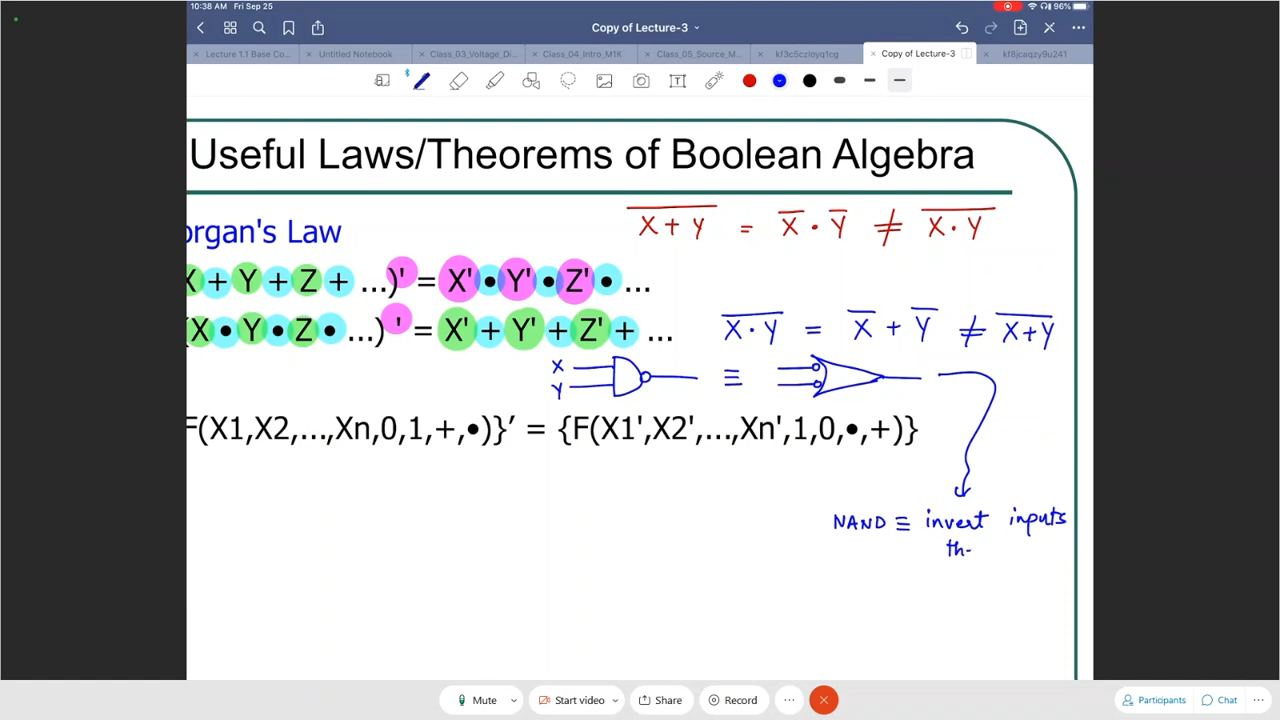 10:38 AM Fri Sep 25
96%
Copy of Lecture-3
Lecture 1.1 Base Co...
Untitled Notebook
Class_03_Voltage_Di...
Class_04_Intro_M1K
Class_05_Source_M...
kf3c5czloyq1cg
Copy of Lecture-3
kf8jcaqzy9u241
Useful Laws/Theorems of Boolean Algebra
organ's Law
X̅+̅Y̅ = X̅ · Y̅ ≠ X̅·̅Y̅
X + Y + Z + ...)' = X' • Y' • Z' • ...
(X • Y • Z • ...) ' = X' + Y' + Z' + ...
X̅·̅Y̅ = X̅ + Y̅ ≠ X̅+̅Y̅
X
Y
≡
F(X1,X2,...,Xn,0,1,+,•)}’ = {F(X1',X2',...,Xn',1,0,•,+)}
NAND ≡ invert inputs
th-
Mute
Start video
Share
Record
Participants
Chat